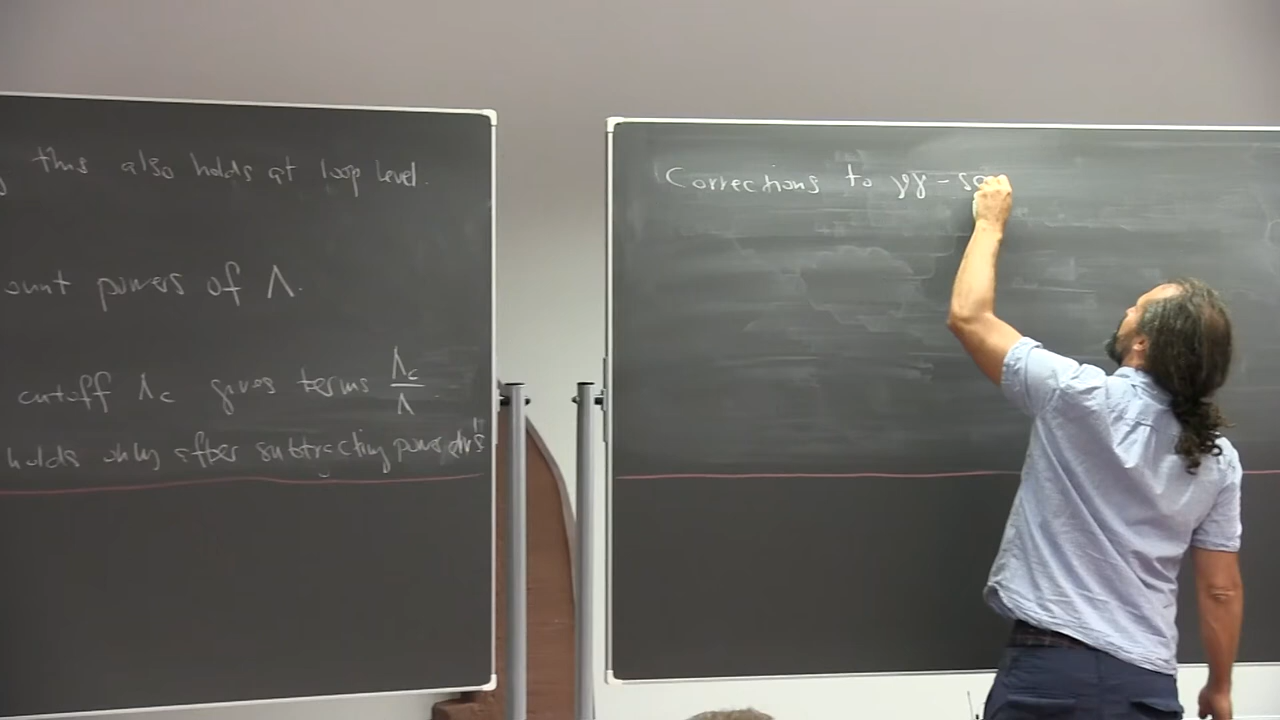 this also holds at loop level.
ount powers of Λ.
cutoff Λc gives terms Λc/Λ
holds only after subtracting power div's
Corrections to γγ - sc